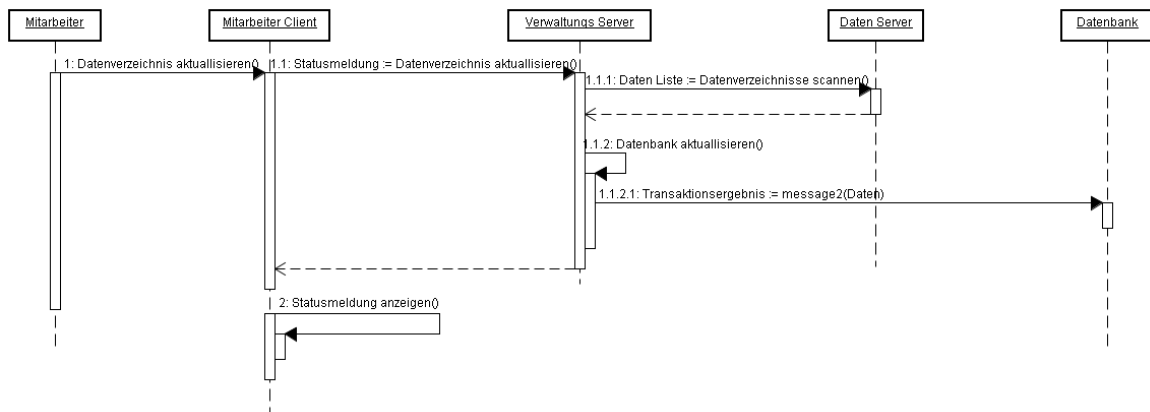 Mitarbeiter
Mitarbeiter Client
Verwaltungs Server
Daten Server
Datenbank
1: Datenverzeichnis aktuallisieren()
1.1: Statusmeldung := Datenverzeichnis aktuallisieren()
1.1.1: Daten Liste := Datenverzeichnisse scannen()
1.1.2: Datenbank aktuallisieren()
1.1.2.1: Transaktionsergebnis := message2(Daten)
2: Statusmeldung anzeigen()